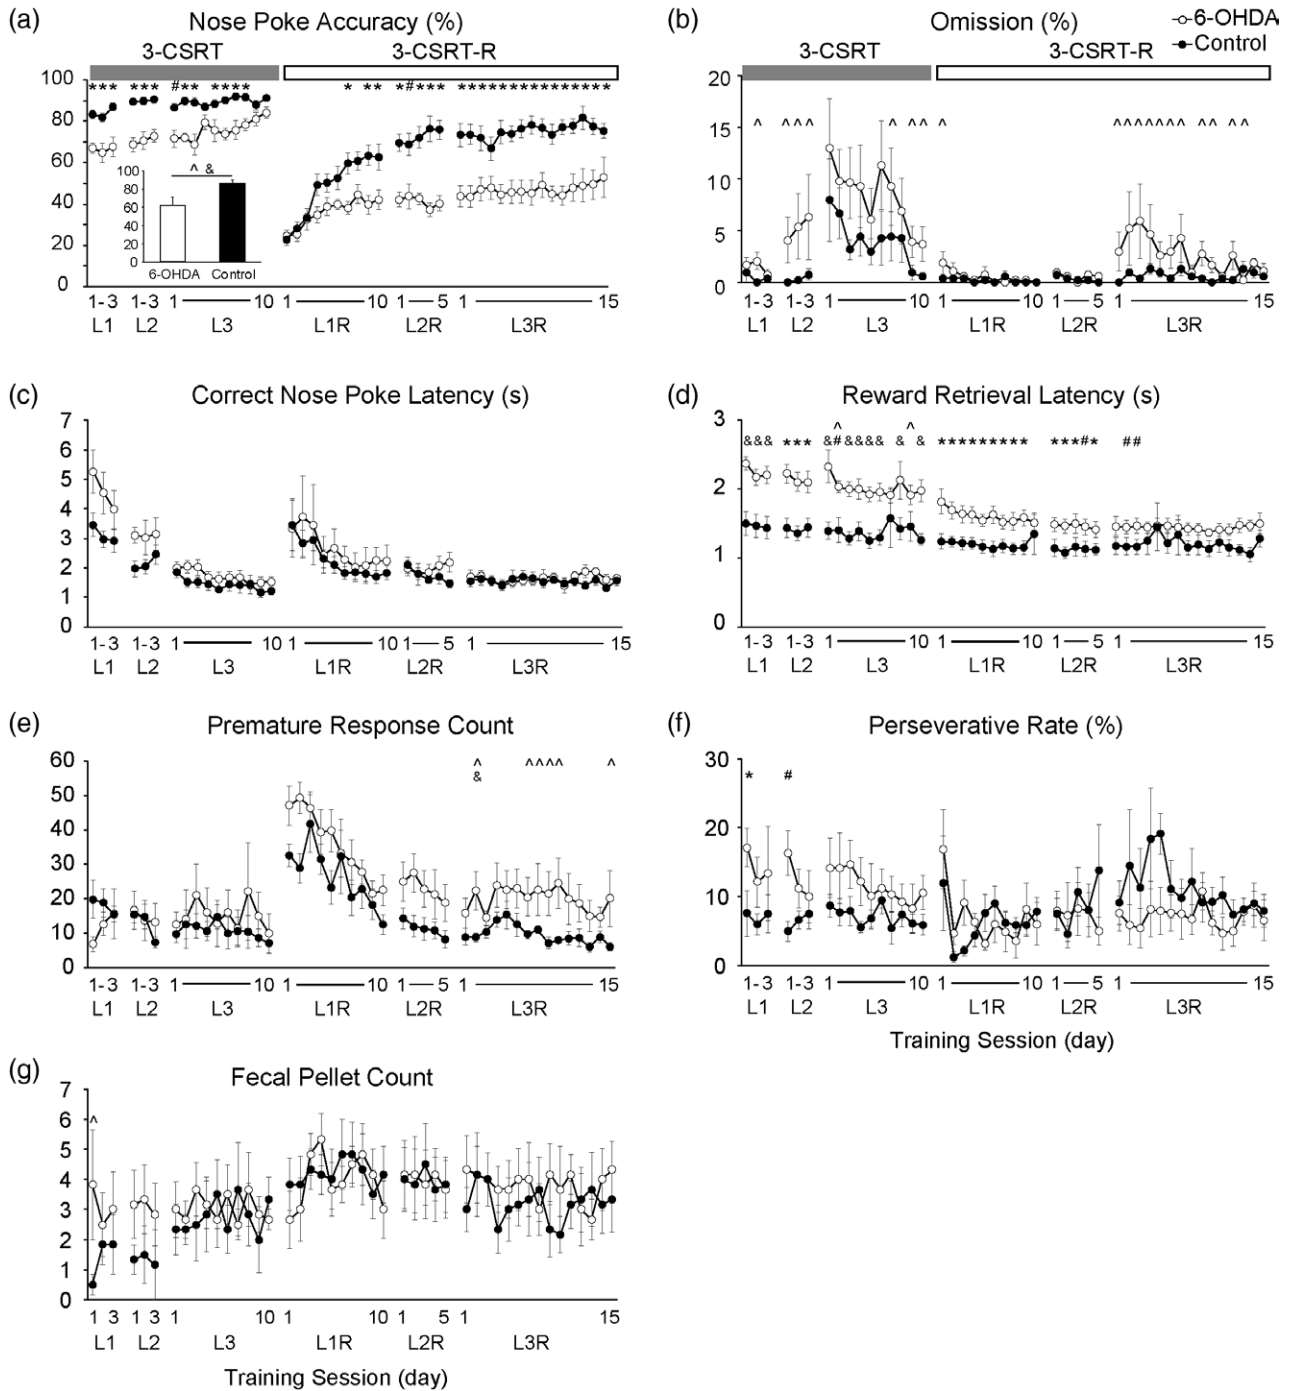 (a) Nose Poke Accuracy (%)
3-CSRT 3-CSRT-R
100
80
60
40
20
0
*** *** #** **** * ** *#*** ***************
^ &
100
80
60
40
20
0
6-OHDA Control
1-3 1-3 1 10 1 10 1 5 1 15
L1 L2 L3 L1R L2R L3R
(b) Omission (%)
6-OHDA
Control
3-CSRT 3-CSRT-R
20
15
10
5
0
^ ^^^ ^ ^^ ^ ^^^^^^^ ^^ ^^
1-3 1-3 1 10 1 10 1 5 1 15
L1 L2 L3 L1R L2R L3R
(c) Correct Nose Poke Latency (s)
7
6
5
4
3
2
1
0
1-3 1-3 1 10 1 10 1 5 1 15
L1 L2 L3 L1R L2R L3R
(d) Reward Retrieval Latency (s)
3
2
1
0
^ ^
&&& *** &#&&&& & & ********* ***#* ##
1-3 1-3 1 10 1 10 1 5 1 15
L1 L2 L3 L1R L2R L3R
(e) Premature Response Count
60
50
40
30
20
10
0
^ ^^^^ ^
&
1-3 1-3 1 10 1 10 1 5 1 15
L1 L2 L3 L1R L2R L3R
(f) Perseverative Rate (%)
30
20
10
0
* #
1-3 1-3 1 10 1 10 1 5 1 15
L1 L2 L3 L1R L2R L3R
Training Session (day)
(g) Fecal Pellet Count
7
6
5
4
3
2
1
0
^
1 3 1 3 1 10 1 10 1 5 1 15
L1 L2 L3 L1R L2R L3R
Training Session (day)